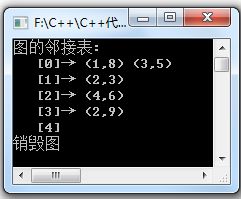 F:\C++\C++代...
图的邻接表：
[0]→ (1,8) (3,5)
[1]→ (2,3)
[2]→ (4,6)
[3]→ (2,9)
[4]
销毁图